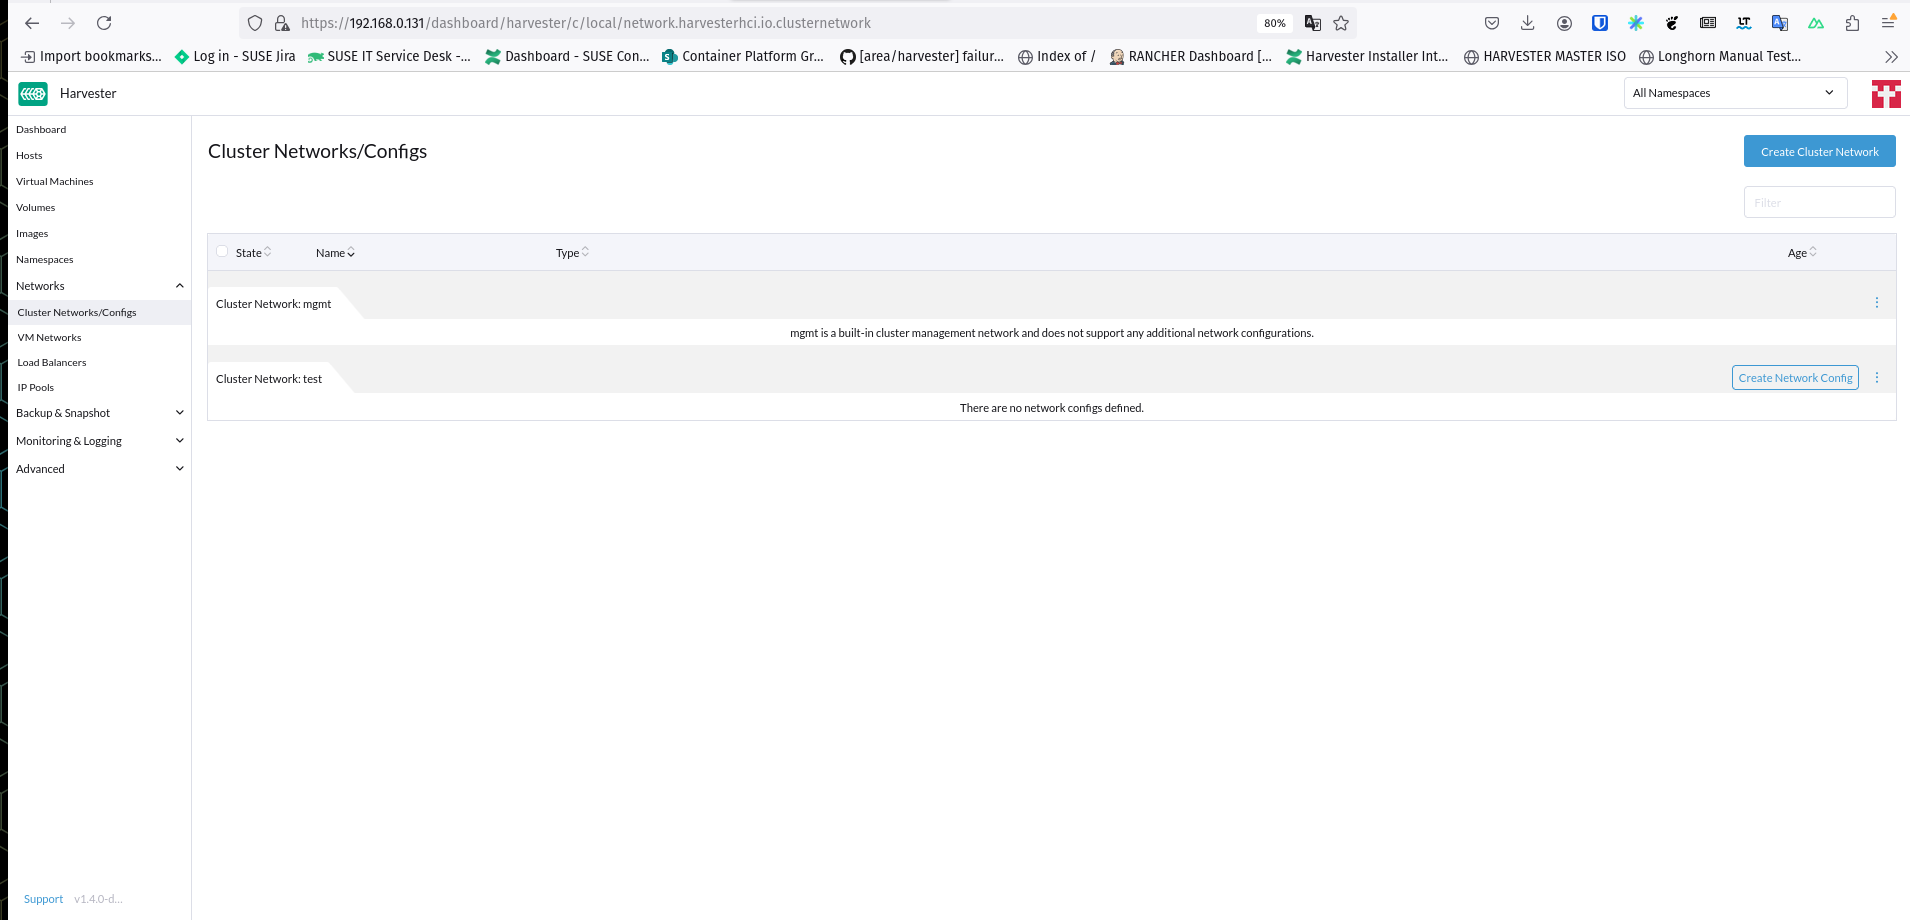 https://192.168.0.131/dashboard/harvester/c/local/network.harvesterhci.io.clusternetwork
80%
Import bookmarks... Log in - SUSE Jira SUSE IT Service Desk -... Dashboard - SUSE Con... Container Platform Gr... [area/harvester] failur... Index of / RANCHER Dashboard [... Harvester Installer Int... HARVESTER MASTER ISO Longhorn Manual Test...
Harvester
All Namespaces
Dashboard
Hosts
Virtual Machines
Volumes
Images
Namespaces
Networks
Cluster Networks/Configs
VM Networks
Load Balancers
IP Pools
Backup & Snapshot
Monitoring & Logging
Advanced
Support v1.4.0-d...
Cluster Networks/Configs
Create Cluster Network
Filter
State Name Type Age
Cluster Network: mgmt
mgmt is a built-in cluster management network and does not support any additional network configurations.
Cluster Network: test
Create Network Config
There are no network configs defined.